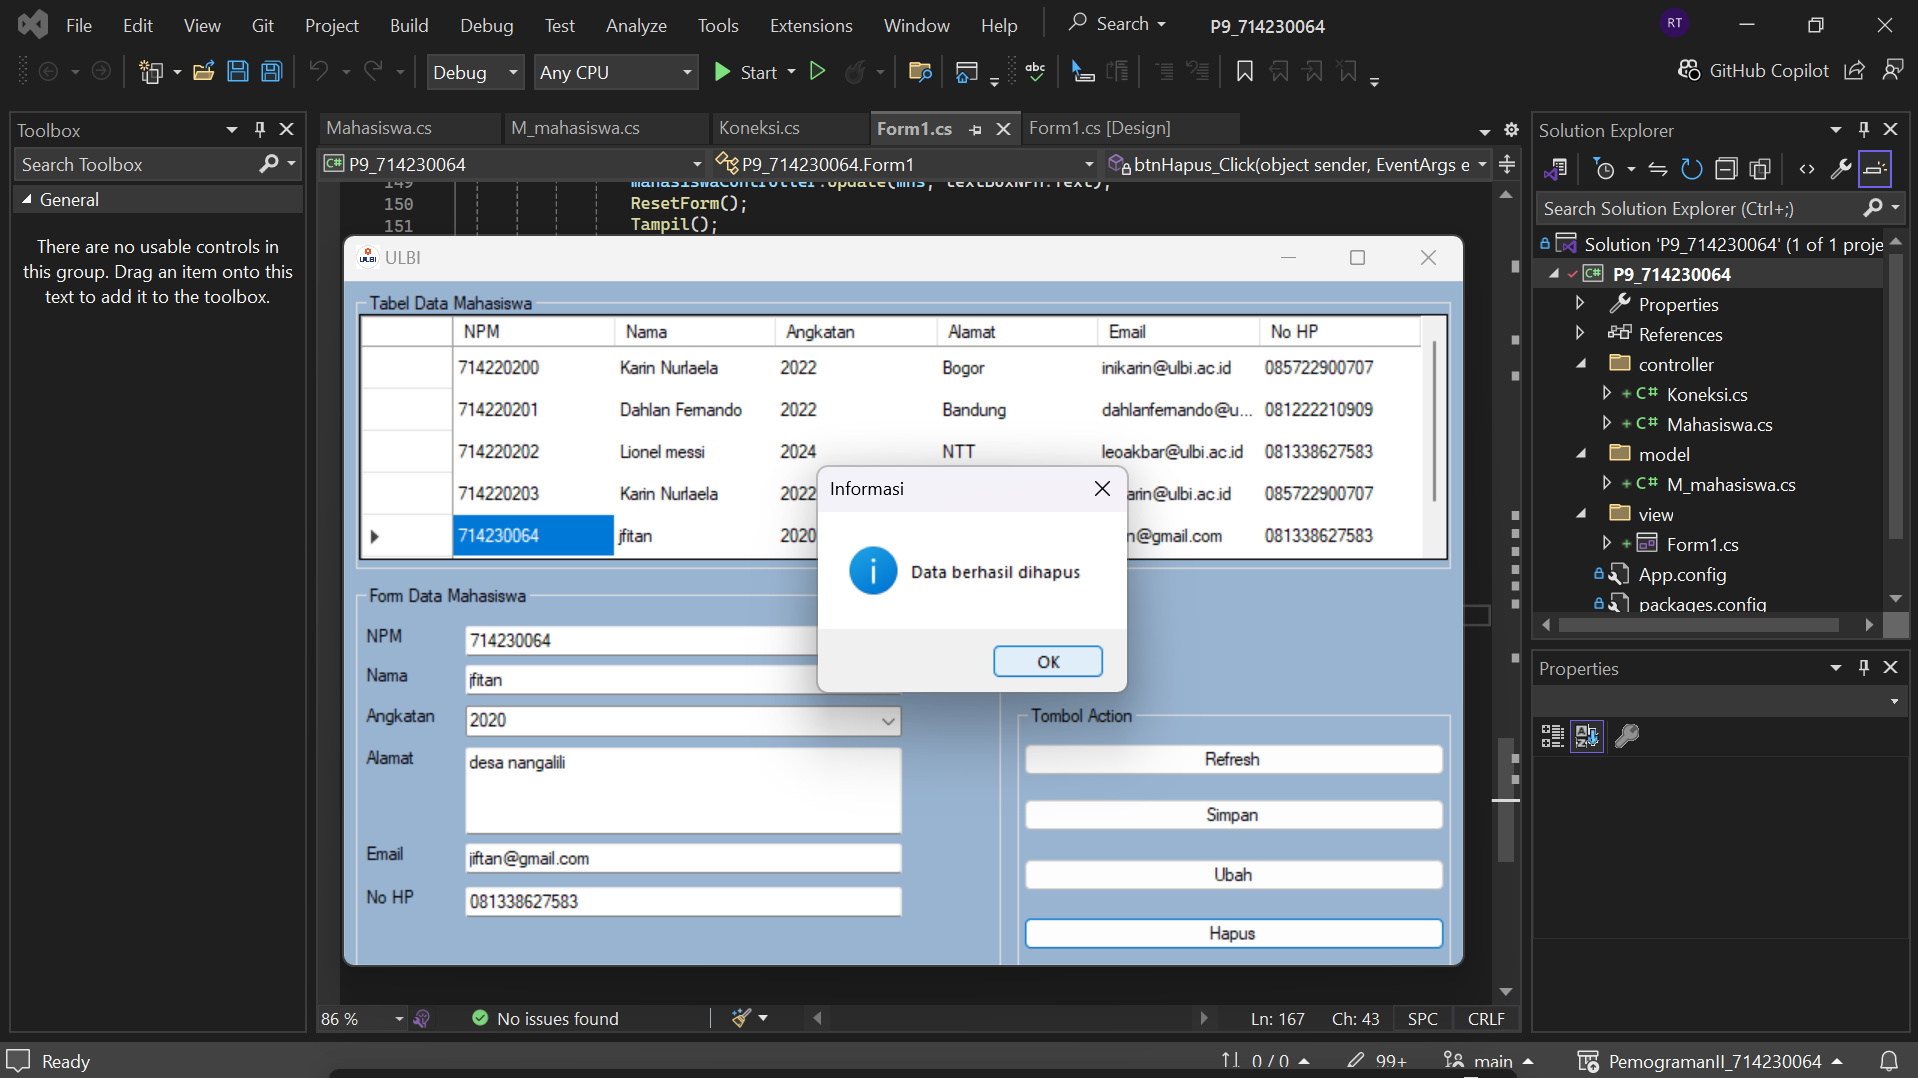 File Edit View Git Project Build Debug Test Analyze Tools Extensions Window Help Search P9_714230064 RT
Debug Any CPU Start abc GitHub Copilot
Toolbox
Search Toolbox
General
There are no usable controls in
this group. Drag an item onto this
text to add it to the toolbox.
Mahasiswa.cs M_mahasiswa.cs Koneksi.cs Form1.cs Form1.cs [Design]
C# P9_714230064 P9_714230064.Form1 btnHapus_Click(object sender, EventArgs e
149 mahasiswaController.Update(mhs, textBoxNPM.Text);
150 ResetForm();
151 Tampil();
ULBI ULBI
Tabel Data Mahasiswa
NPM Nama Angkatan Alamat Email No HP
714220200 Karin Nurlaela 2022 Bogor inikarin@ulbi.ac.id 085722900707
714220201 Dahlan Fernando 2022 Bandung dahlanfernando@u... 081222210909
714220202 Lionel messi 2024 NTT leoakbar@ulbi.ac.id 081338627583
714220203 Karin Nurlaela 2022 arin@ulbi.ac.id 085722900707
714230064 jfitan 2020 n@gmail.com 081338627583
Informasi
Data berhasil dihapus
OK
Form Data Mahasiswa
NPM 714230064
Nama jfitan
Angkatan 2020
Alamat desa nangalili
Email jiftan@gmail.com
No HP 081338627583
Tombol Action
Refresh
Simpan
Ubah
Hapus
86 % No issues found Ln: 167 Ch: 43 SPC CRLF
Solution Explorer
Search Solution Explorer (Ctrl+;)
Solution 'P9_714230064' (1 of 1 proje
C# P9_714230064
Properties
References
controller
C# Koneksi.cs
C# Mahasiswa.cs
model
C# M_mahasiswa.cs
view
Form1.cs
App.config
packages.config
Properties
Ready 0 / 0 99+ main PemogramanII_714230064